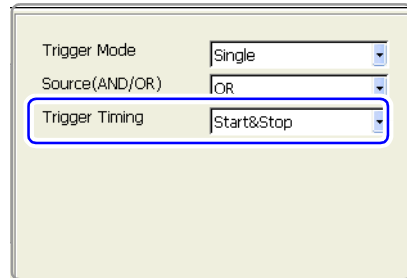 Trigger Mode Single
Source(AND/OR) OR
Trigger Timing Start&Stop